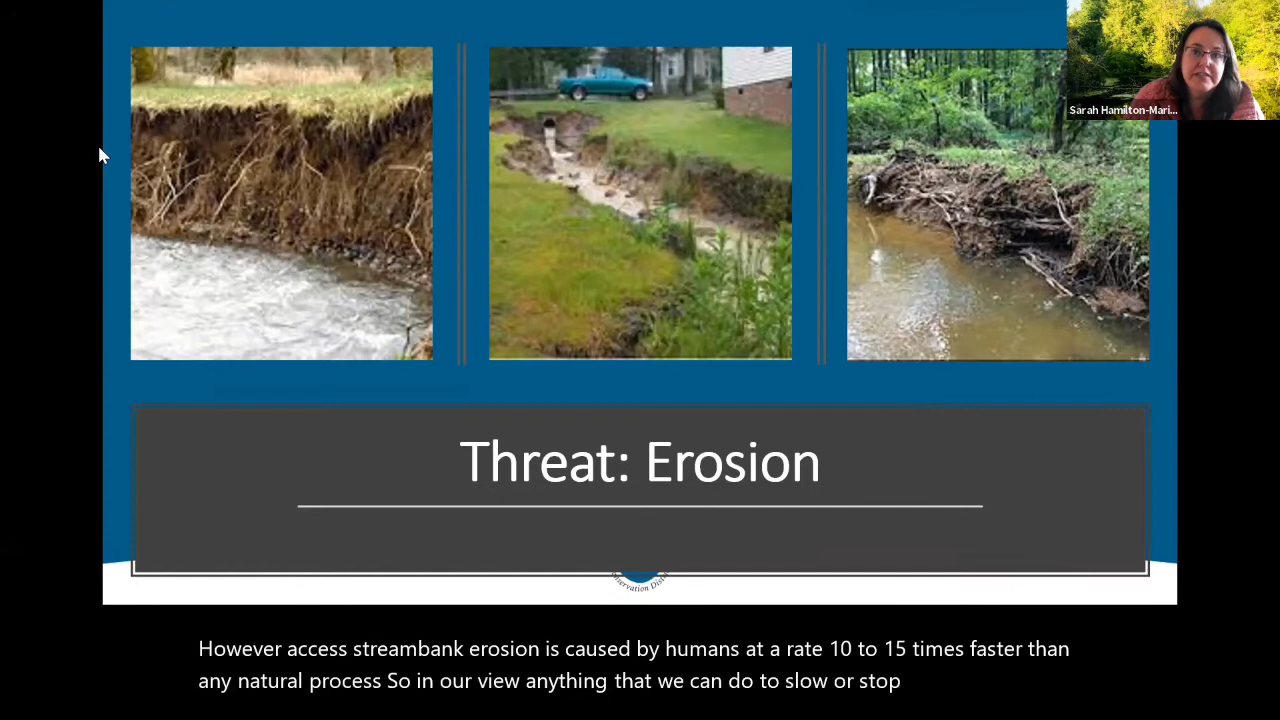 Sarah Hamilton-Mari...
Threat: Erosion
However access streambank erosion is caused by humans at a rate 10 to 15 times faster than
any natural process So in our view anything that we can do to slow or stop